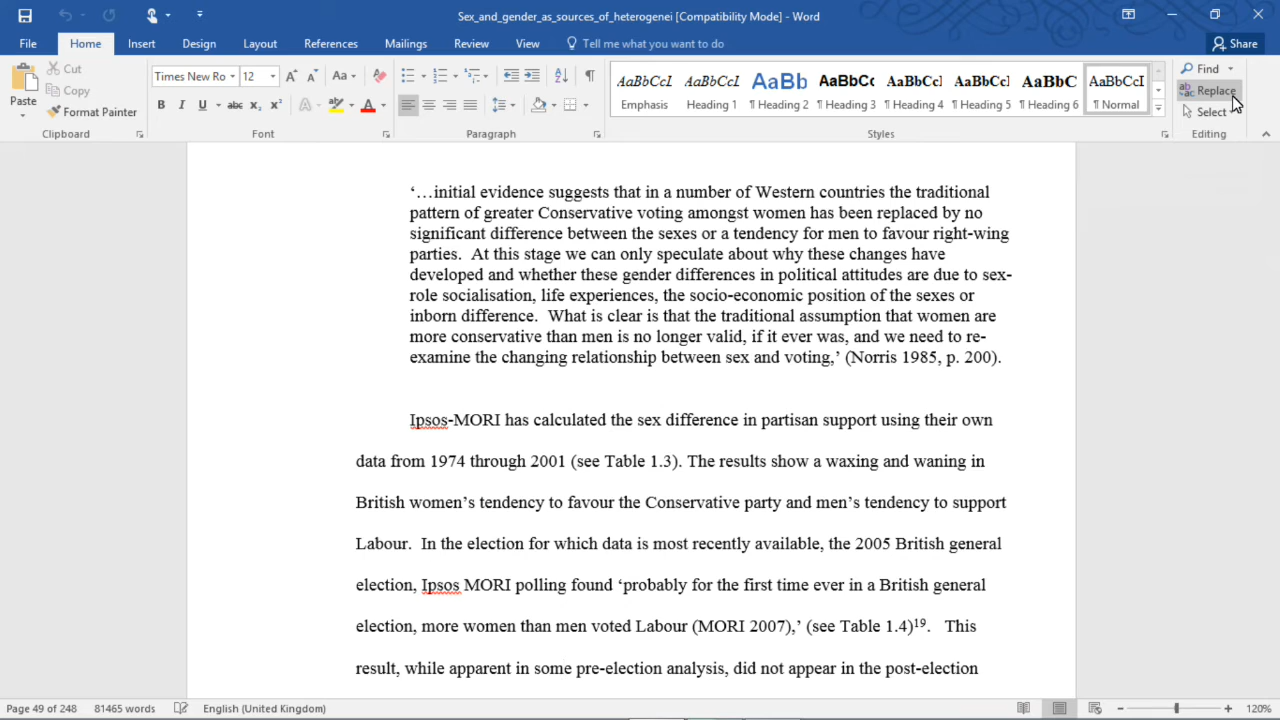 Sex_and_gender_as_sources_of_heterogenei [Compatibility Mode] - Word
File Home Insert Design Layout References Mailings Review View Tell me what you want to do Share
Paste
Cut
Copy
Format Painter
Clipboard
Times New Ro 12
Font
Paragraph
AaBbCcI AaBbCcI AaBb AaBbCc AaBbCcI AaBbCcI AaBbC AaBbCcI
Emphasis Heading 1 ¶ Heading 2 ¶ Heading 3 ¶ Heading 4 ¶ Heading 5 ¶ Heading 6 ¶ Normal
Styles
Find
Replace
Select
Editing
‘…initial evidence suggests that in a number of Western countries the traditional
pattern of greater Conservative voting amongst women has been replaced by no
significant difference between the sexes or a tendency for men to favour right-wing
parties.  At this stage we can only speculate about why these changes have
developed and whether these gender differences in political attitudes are due to sex-
role socialisation, life experiences, the socio-economic position of the sexes or
inborn difference.  What is clear is that the traditional assumption that women are
more conservative than men is no longer valid, if it ever was, and we need to re-
examine the changing relationship between sex and voting,’ (Norris 1985, p. 200).
Ipsos-MORI has calculated the sex difference in partisan support using their own
data from 1974 through 2001 (see Table 1.3). The results show a waxing and waning in
British women’s tendency to favour the Conservative party and men’s tendency to support
Labour.  In the election for which data is most recently available, the 2005 British general
election, Ipsos MORI polling found ‘probably for the first time ever in a British general
election, more women than men voted Labour (MORI 2007),’ (see Table 1.4)¹⁹.   This
result, while apparent in some pre-election analysis, did not appear in the post-election
Page 49 of 248 81465 words English (United Kingdom) 120%